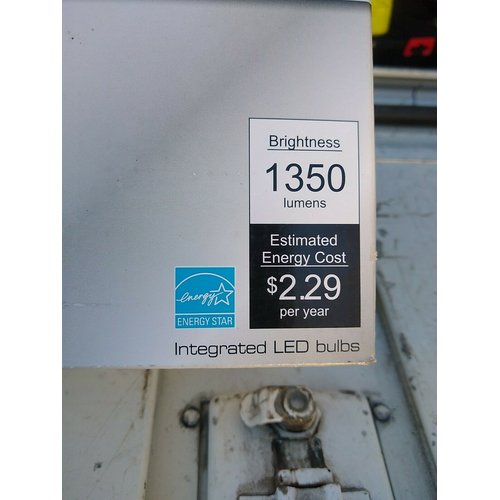 Brightness
1350
lumens
Estimated
Energy Cost
$2.29
per year
energy
ENERGY STAR
Integrated LED bulbs